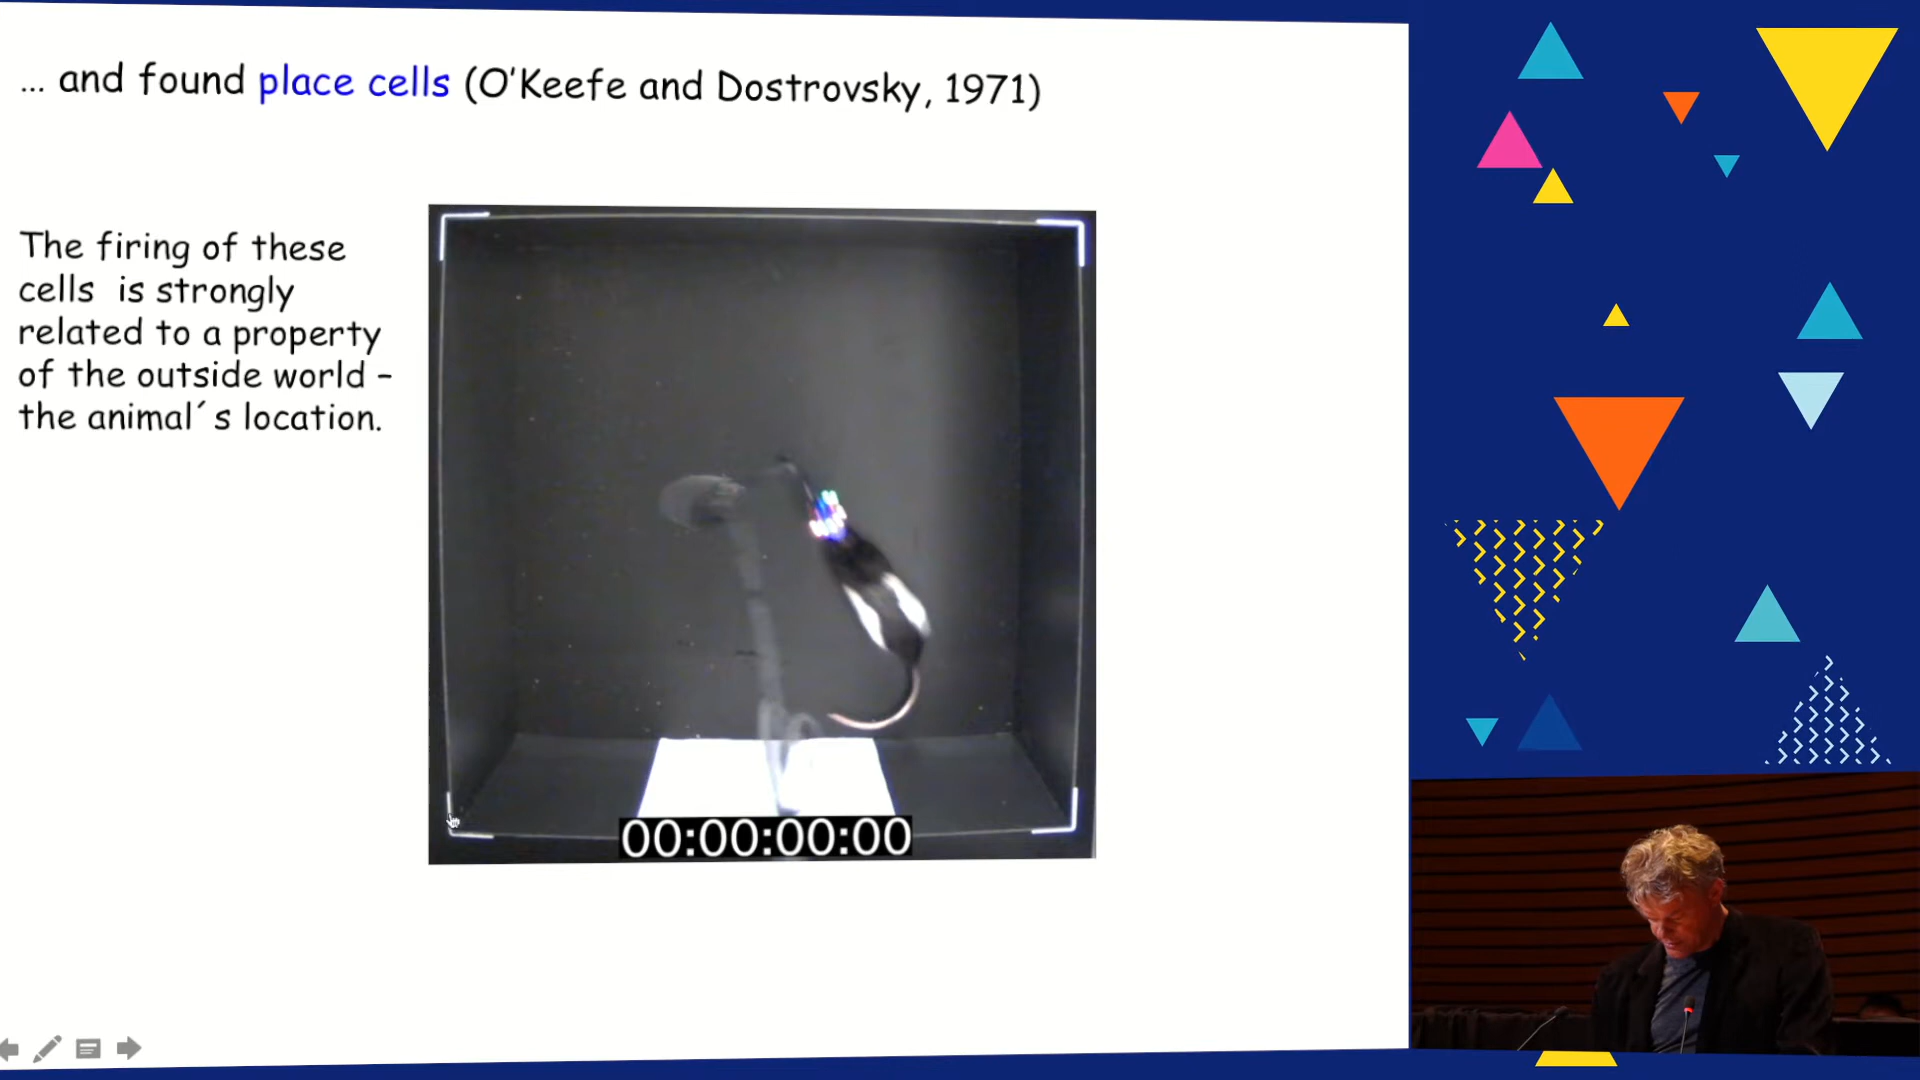 ... and found place cells (O'Keefe and Dostrovsky, 1971)
The firing of these
cells is strongly
related to a property
of the outside world –
the animal´s location.
00:00:00:00